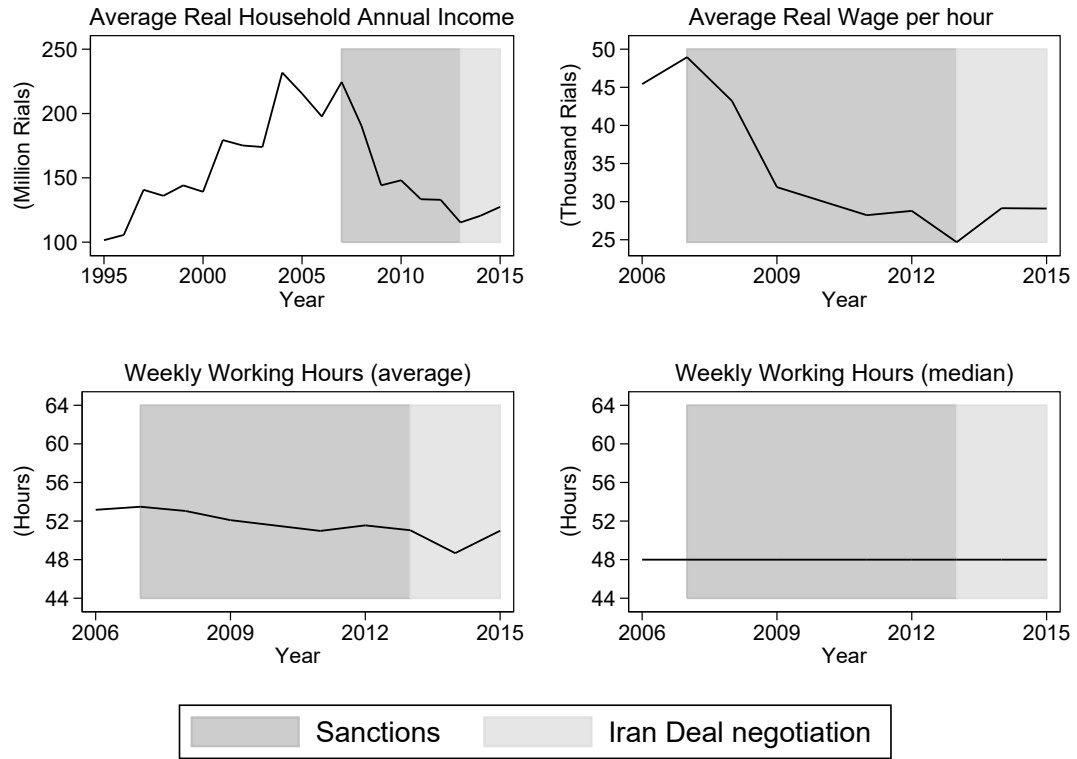 Average Real Household Annual Income
(Million Rials)
250
200
150
100
1995 2000 2005 2010 2015
Year
Average Real Wage per hour
(Thousand Rials)
50
45
40
35
30
25
2006 2009 2012 2015
Year
Weekly Working Hours (average)
(Hours)
64
60
56
52
48
44
2006 2009 2012 2015
Year
Weekly Working Hours (median)
(Hours)
64
60
56
52
48
44
2006 2009 2012 2015
Year
Sanctions Iran Deal negotiation